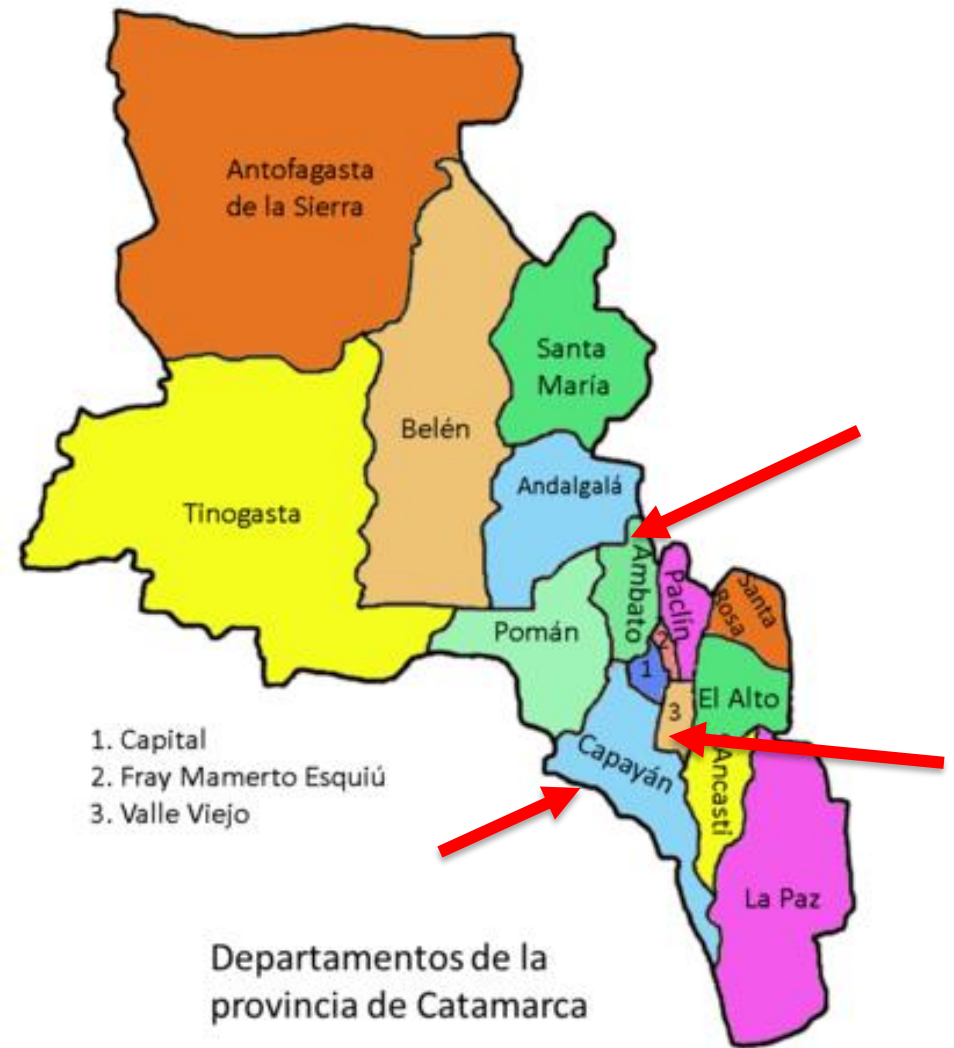 Antofagasta
de la Sierra
Santa
María
Belén
Andalgalá
Tinogasta
Ambato
Paclín
Santa
Rosa
Pomán
2
1
El Alto
3
1. Capital
2. Fray Mamerto Esquiú
3. Valle Viejo
Capayán
Ancasti
La Paz
Departamentos de la
provincia de Catamarca